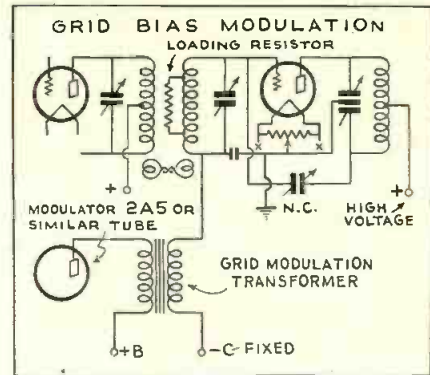 GRID BIAS MODULATION
LOADING RESISTOR
+
X
X
N.C.
+
HIGH
VOLTAGE
MODULATOR 2A5 OR
SIMILAR TUBE
GRID MODULATION
TRANSFORMER
+B
-C-FIXED